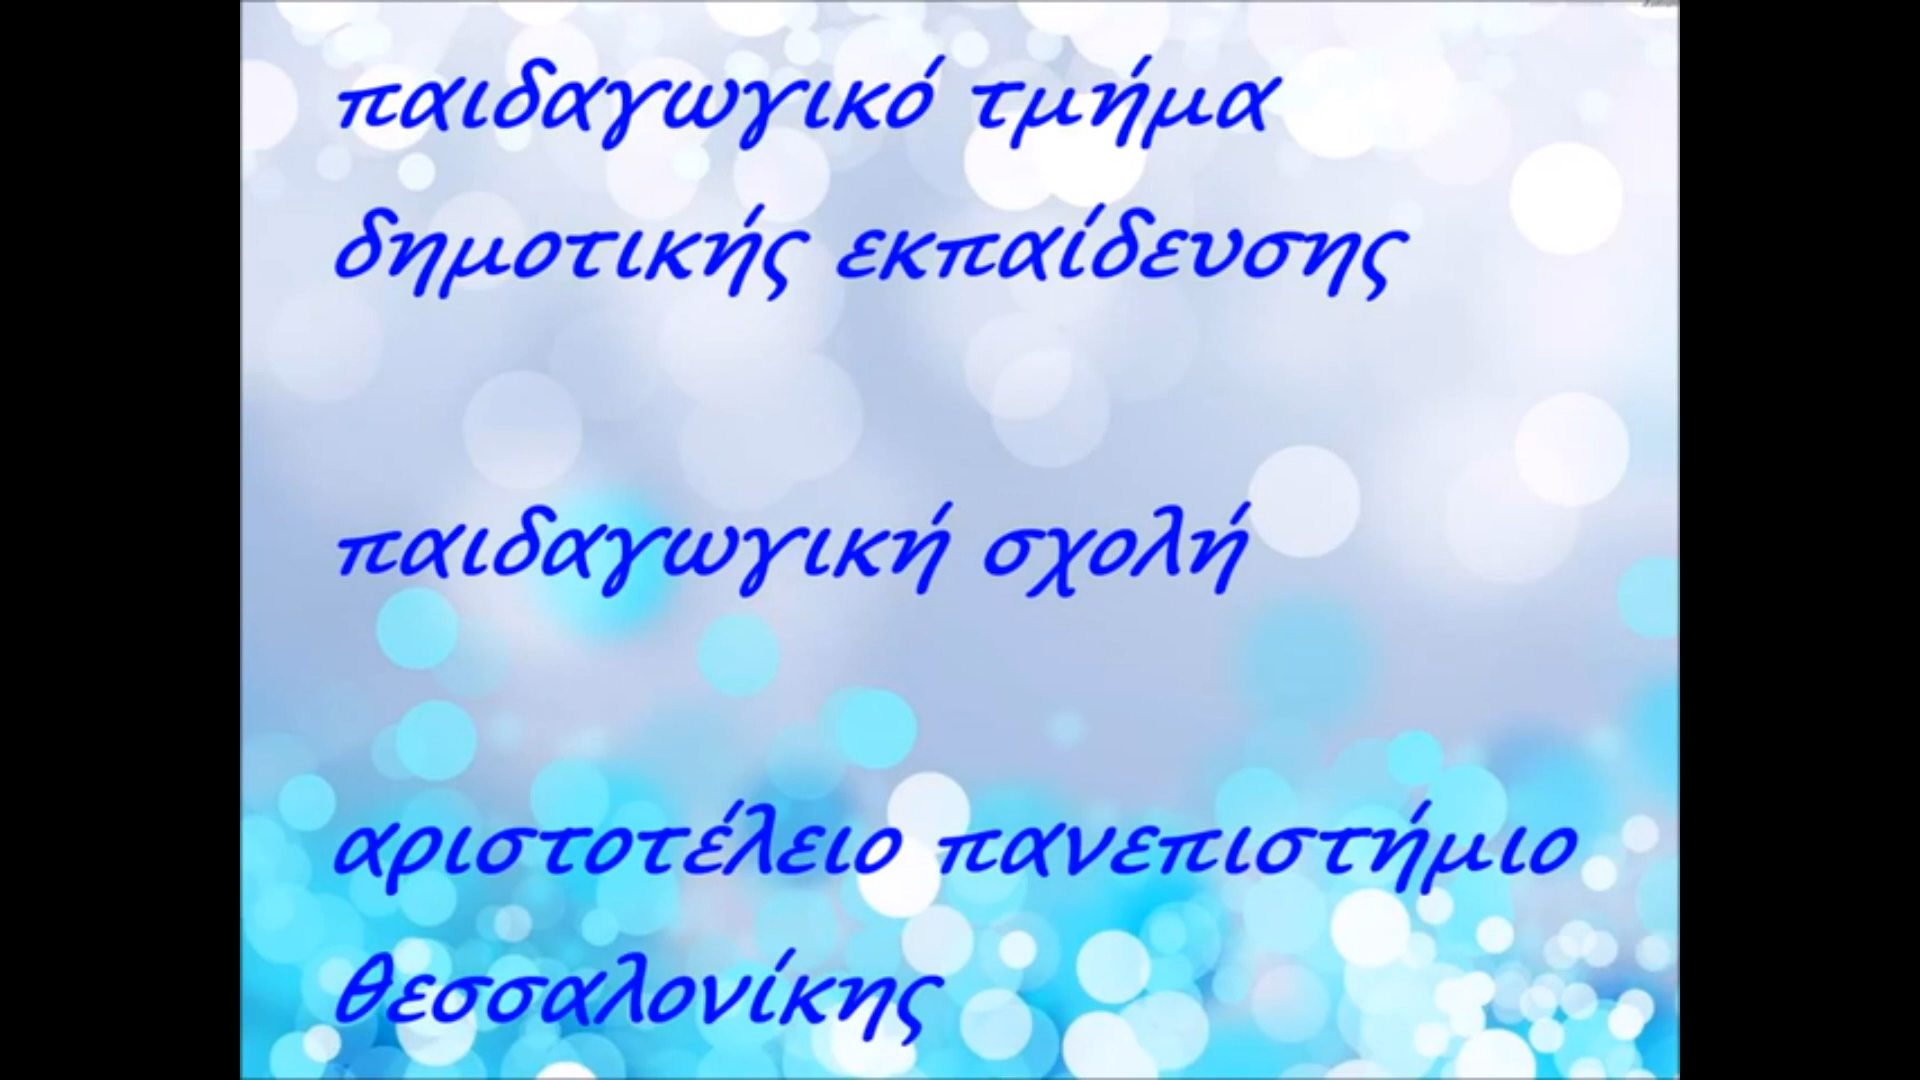 παιδαγωγικό τμήμα
δημοτικής εκπαίδευσης
παιδαγωγική σχολή
αριστοτέλειο πανεπιστήμιο
θεσσαλονίκης